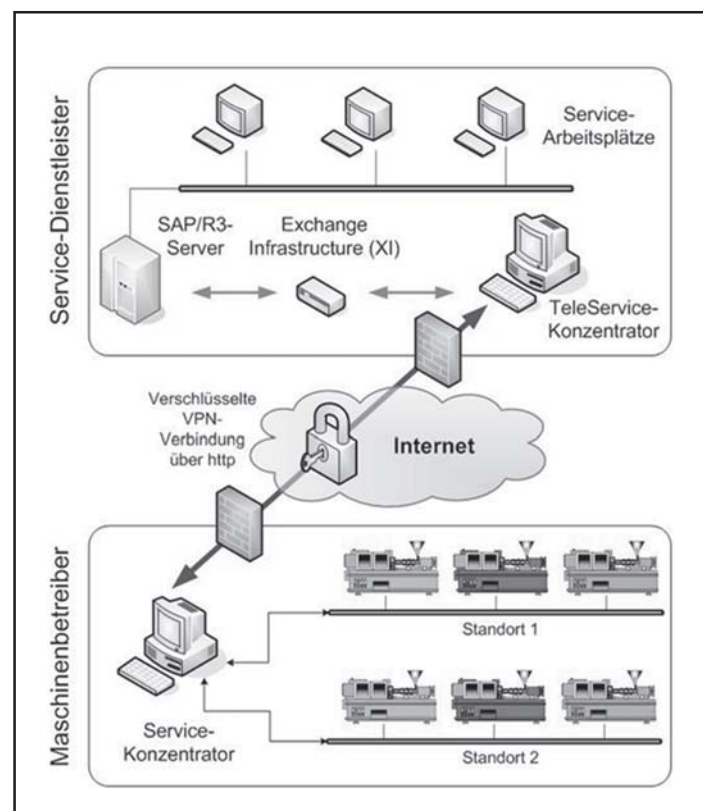 Service-Dienstleister
Service-
Arbeitsplätze
SAP/R3-
Server
Exchange
Infrastructure (XI)
TeleService-
Konzentrator
Verschlüsselte
VPN-
Verbindung
über http
Internet
Maschinenbetreiber
Standort 1
Service-
Konzentrator
Standort 2